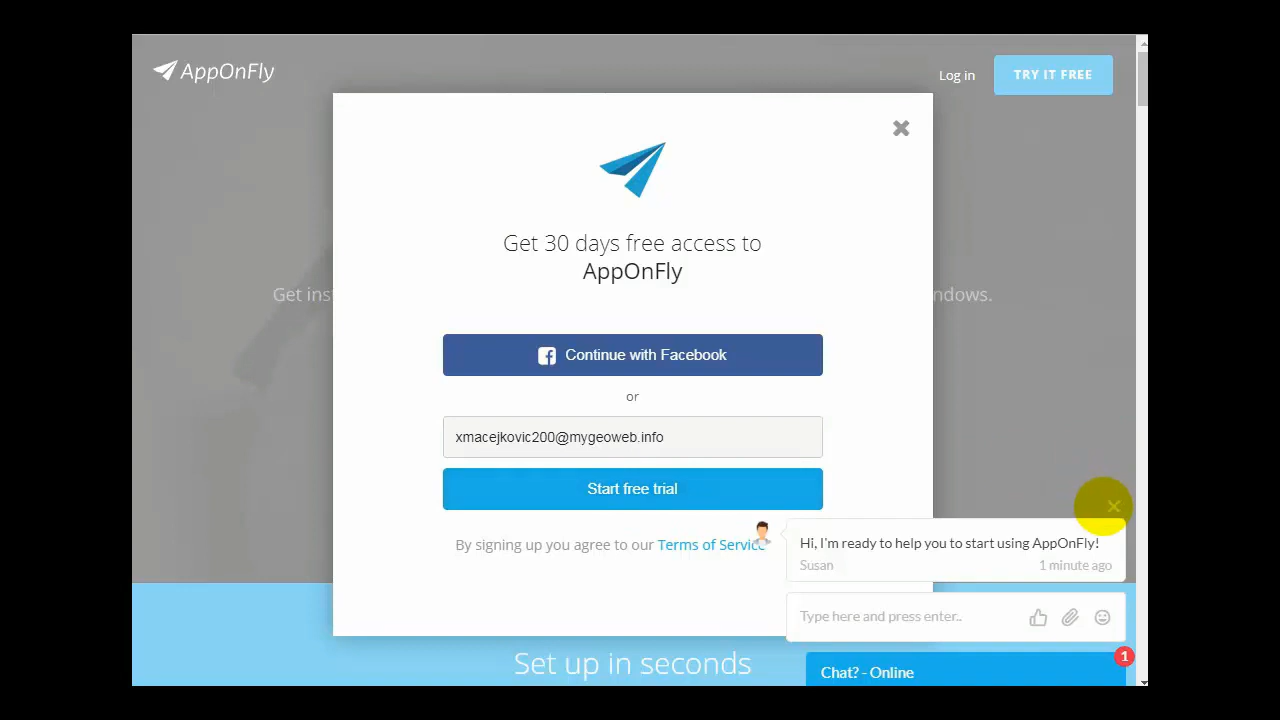 AppOnFly
Log in
TRY IT FREE
Get 30 days free access to
AppOnFly
Get inst
ndows.
Continue with Facebook
or
xmacejkovic200@mygeoweb.info
Start free trial
By signing up you agree to our Terms of Service
Hi, I'm ready to help you to start using AppOnFly!
Susan
1 minute ago
Type here and press enter..
Set up in seconds
1
Chat? - Online